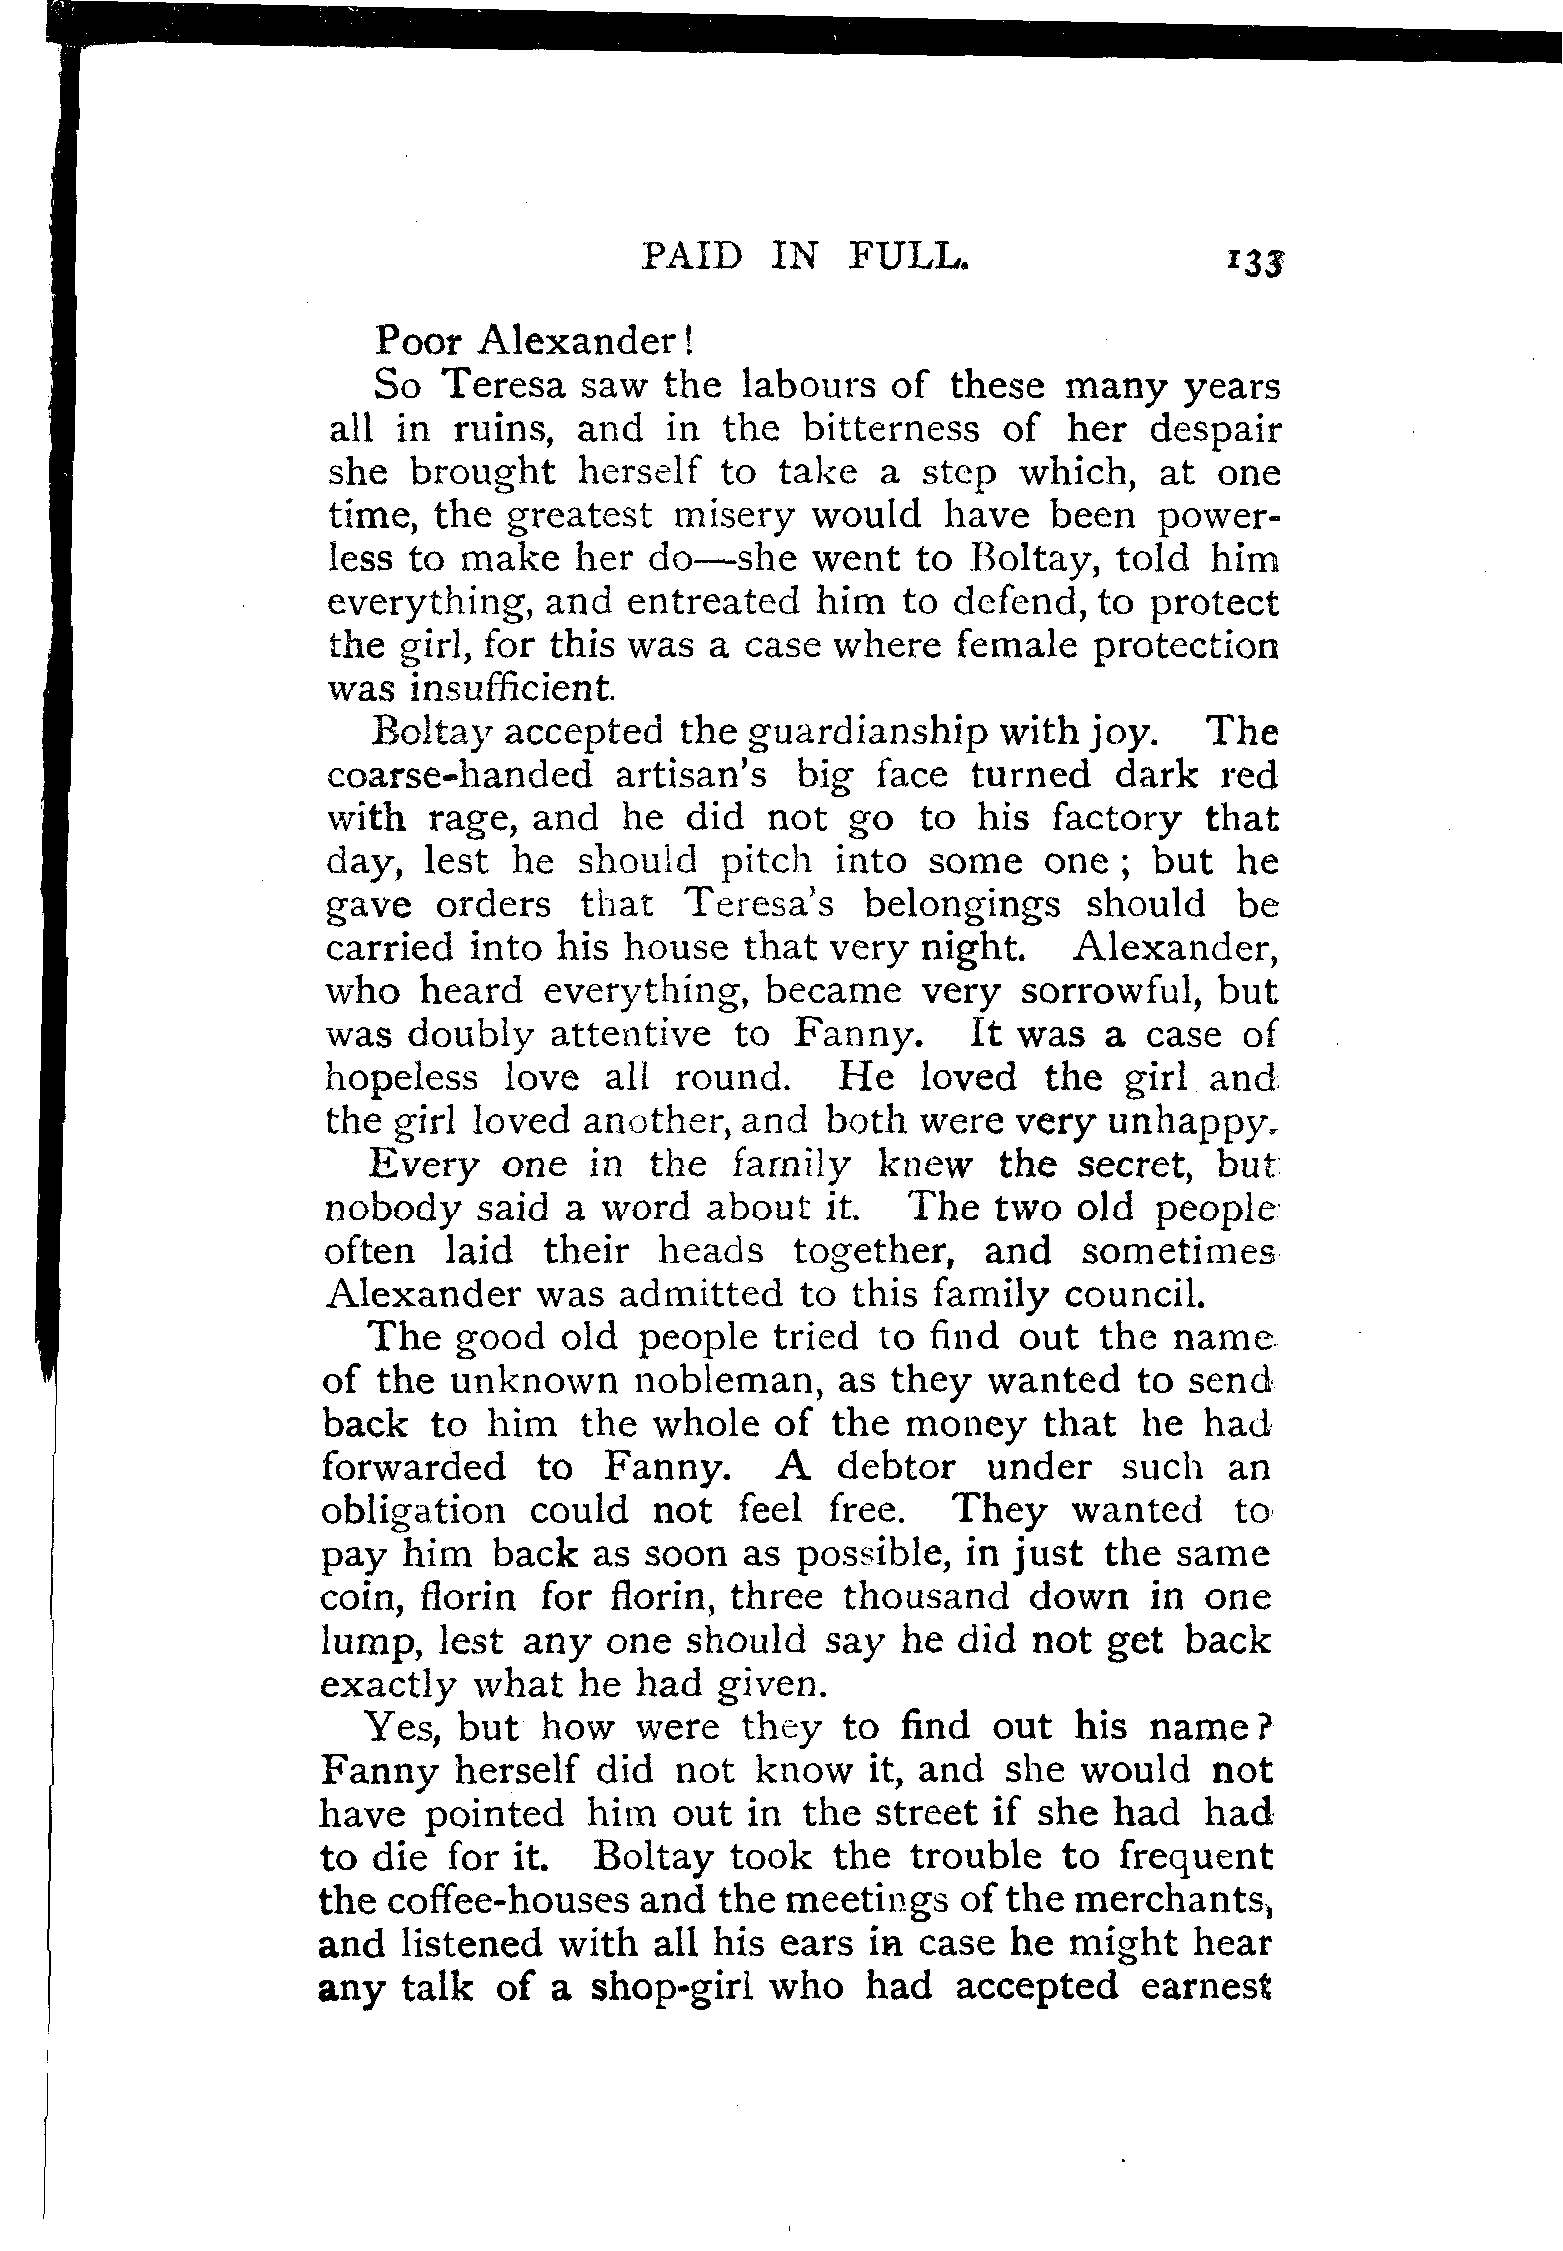 PAID IN FULL. 133
Poor Alexander!
So Teresa saw the labours of these many years
all in ruins, and in the bitterness of her despair
she brought herself to take a step which, at one
time, the greatest misery would have been power-
less to make her do—she went to Boltay, told him
everything, and entreated him to defend, to protect
the girl, for this was a case where female protection
was insufficient.
Boltay accepted the guardianship with joy. The
coarse-handed artisan's big face turned dark red
with rage, and he did not go to his factory that
day, lest he should pitch into some one; but he
gave orders that Teresa's belongings should be
carried into his house that very night. Alexander,
who heard everything, became very sorrowful, but
was doubly attentive to Fanny. It was a case of
hopeless love all round. He loved the girl and
the girl loved another, and both were very unhappy.
Every one in the family knew the secret, but
nobody said a word about it. The two old people
often laid their heads together, and sometimes
Alexander was admitted to this family council.
The good old people tried to find out the name
of the unknown nobleman, as they wanted to send
back to him the whole of the money that he had
forwarded to Fanny. A debtor under such an
obligation could not feel free. They wanted to
pay him back as soon as possible, in just the same
coin, florin for florin, three thousand down in one
lump, lest any one should say he did not get back
exactly what he had given.
Yes, but how were they to find out his name?
Fanny herself did not know it, and she would not
have pointed him out in the street if she had had
to die for it. Boltay took the trouble to frequent
the coffee-houses and the meetings of the merchants,
and listened with all his ears in case he might hear
any talk of a shop-girl who had accepted earnest